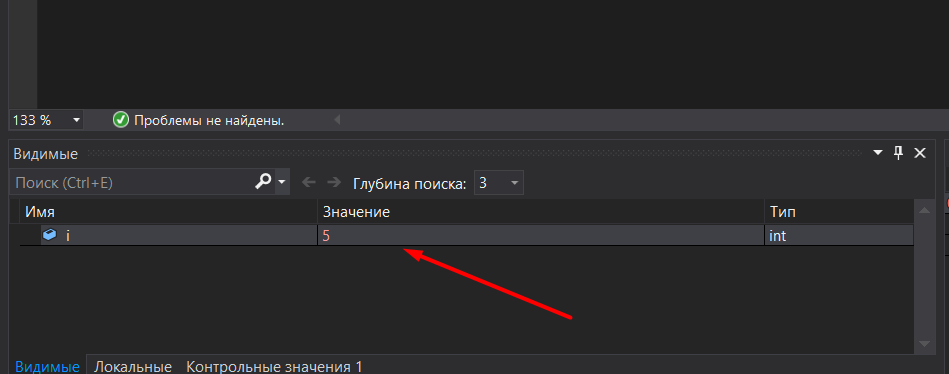 133 % Проблемы не найдены.
Видимые
Поиск (Ctrl+E) Глубина поиска: 3
Имя Значение Тип
i 5 int
Видимые Локальные Контрольные значения 1